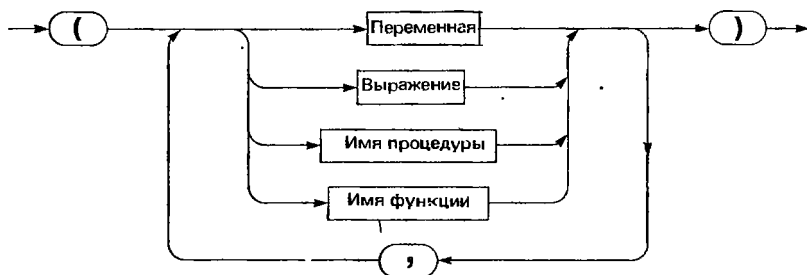 ( Переменная )
Выражение
Имя процедуры
Имя функции
,